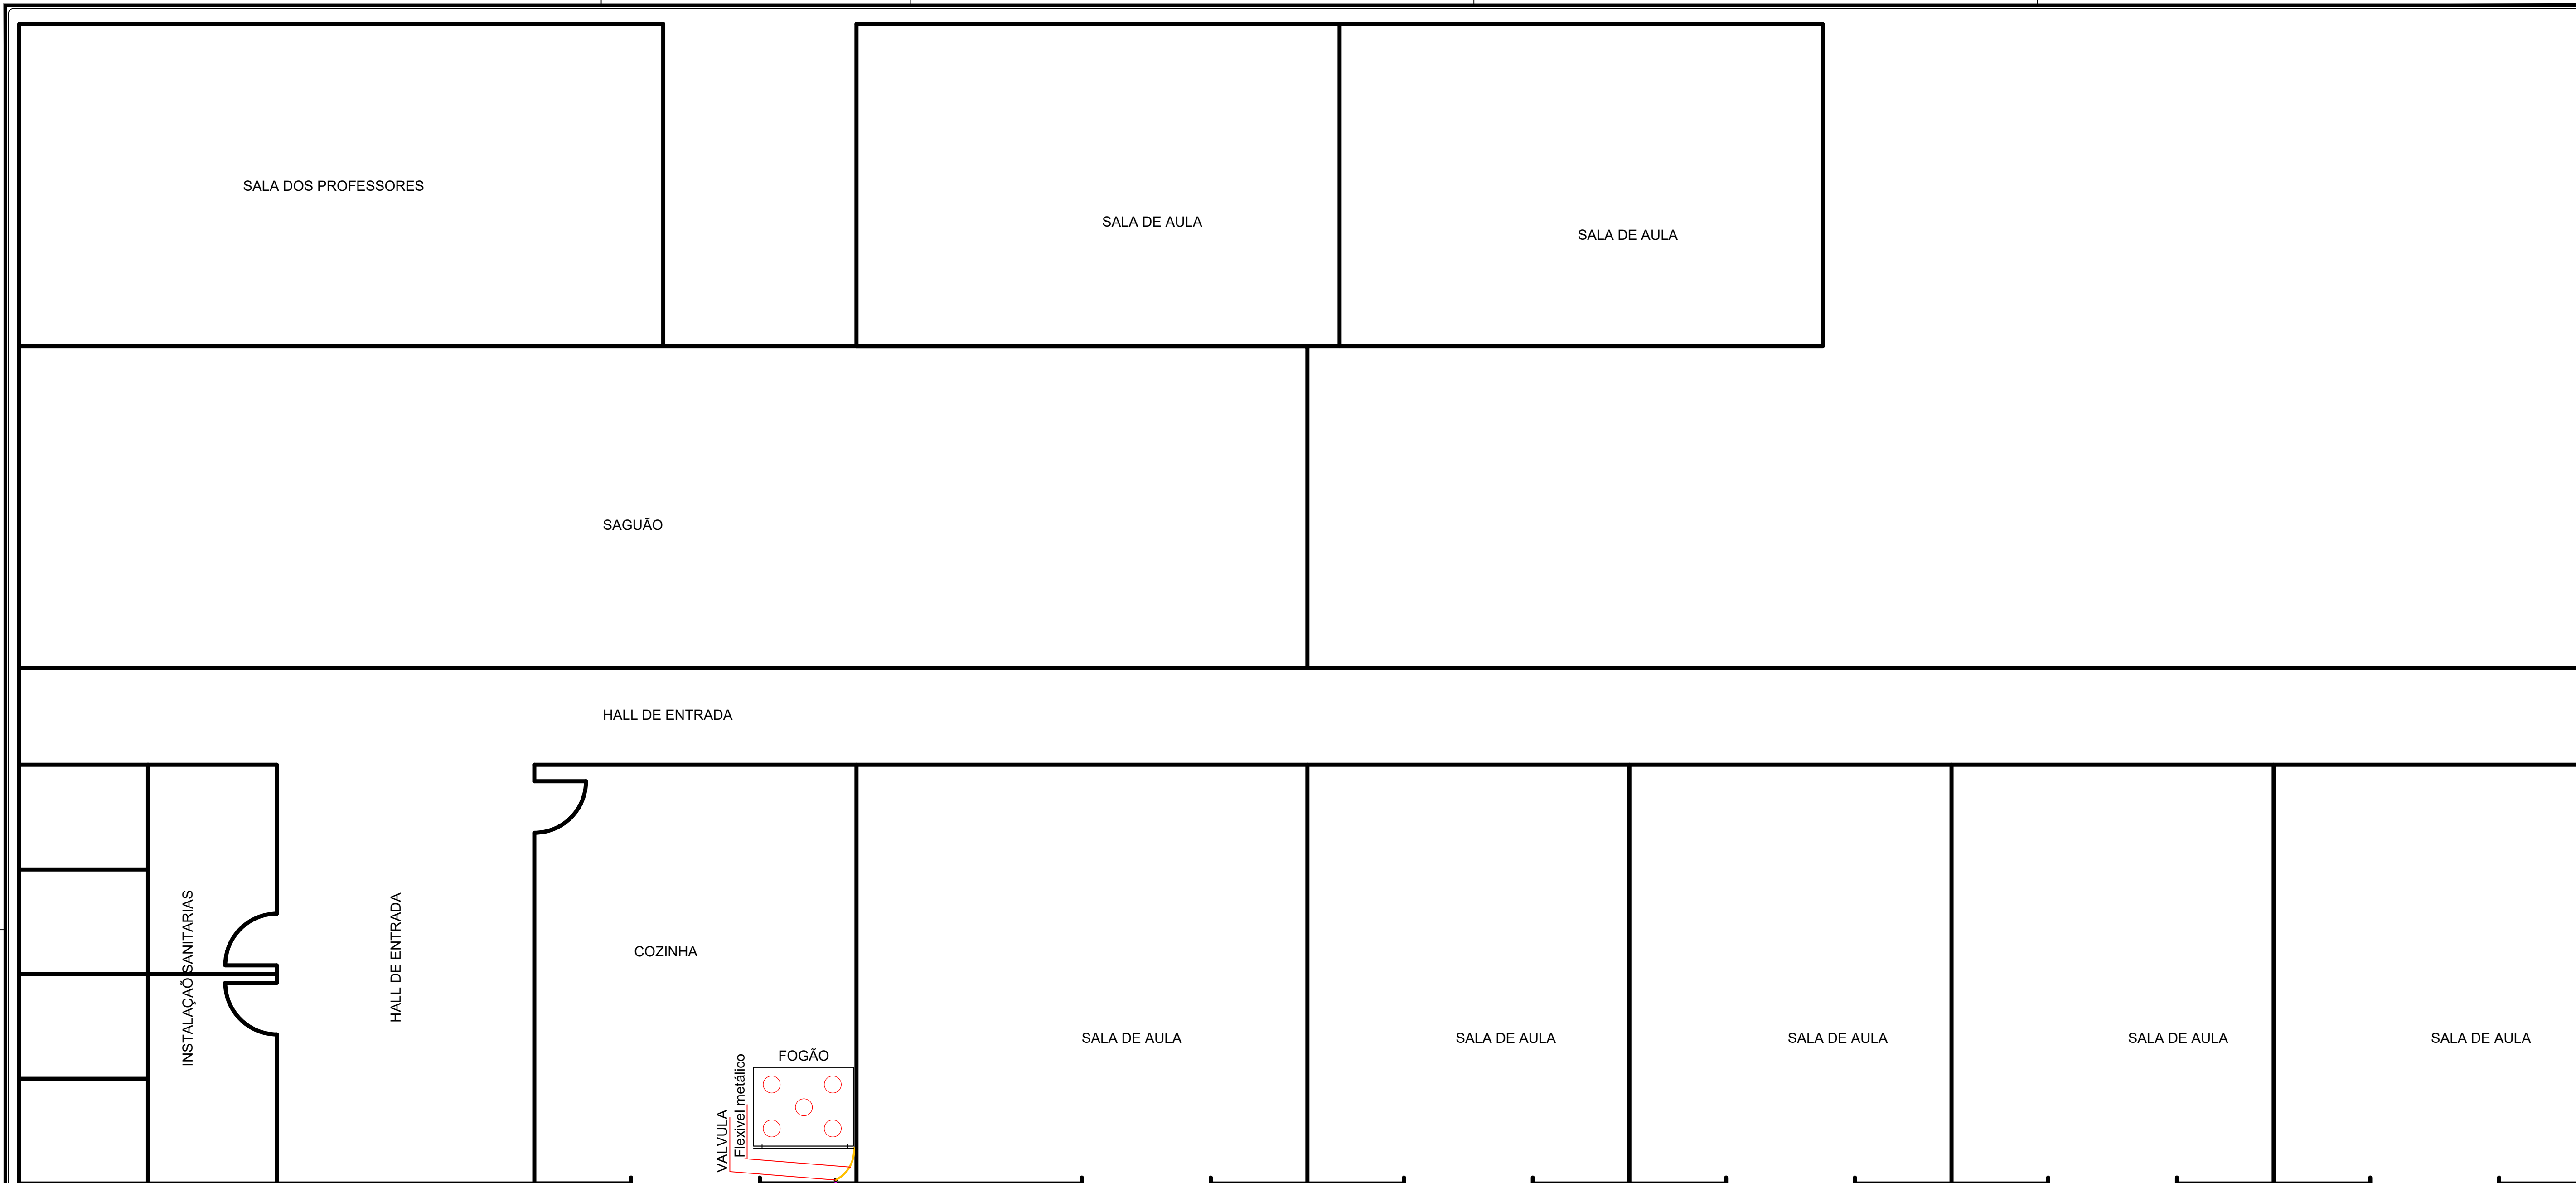 SALA DOS PROFESSORES
SALA DE AULA
SALA DE AULA
SAGUÃO
HALL DE ENTRADA
INSTALAÇAÕ SANITARIAS
HALL DE ENTRADA
COZINHA
VALVULA
Flexivel metálico
FOGÃO
SALA DE AULA
SALA DE AULA
SALA DE AULA
SALA DE AULA
SALA DE AULA